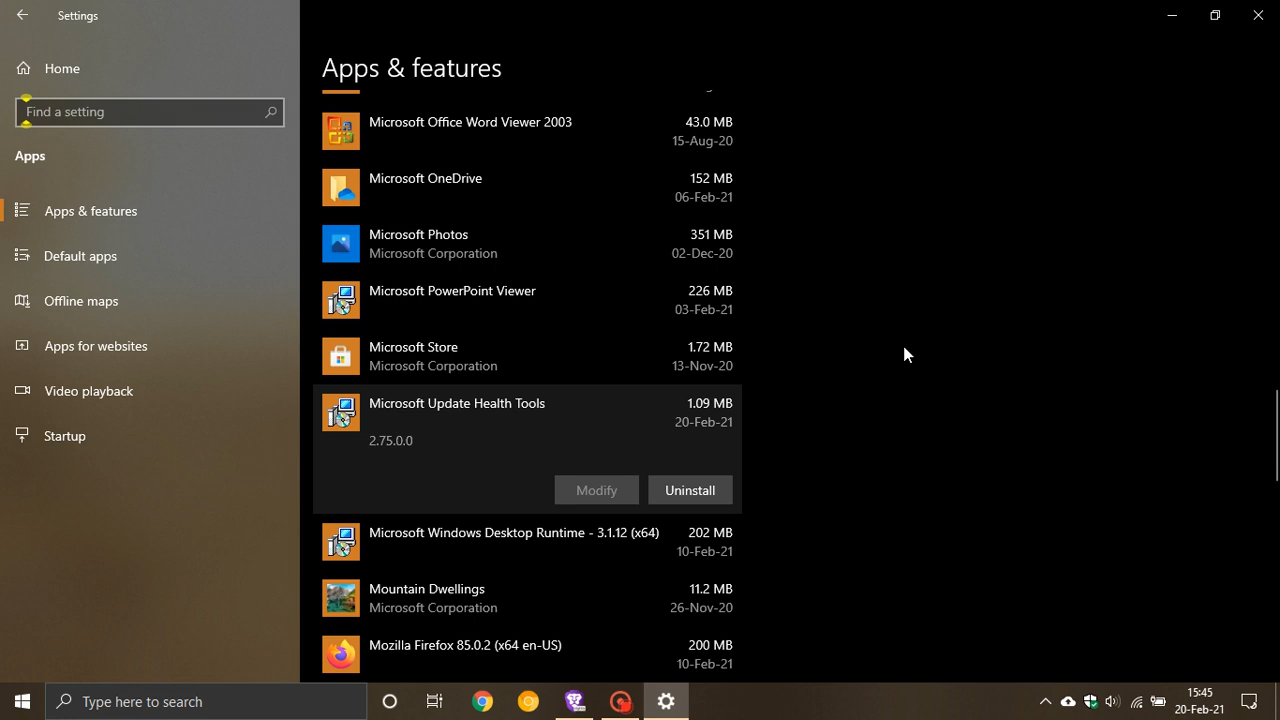 Settings
Home
Find a setting
Apps
Apps & features
Default apps
Offline maps
Apps for websites
Video playback
Startup
Apps & features
Microsoft Office Word Viewer 2003 43.0 MB
15-Aug-20
Microsoft OneDrive 152 MB
06-Feb-21
Microsoft Photos 351 MB
Microsoft Corporation 02-Dec-20
Microsoft PowerPoint Viewer 226 MB
03-Feb-21
Microsoft Store 1.72 MB
Microsoft Corporation 13-Nov-20
Microsoft Update Health Tools 1.09 MB
20-Feb-21
2.75.0.0
Modify Uninstall
Microsoft Windows Desktop Runtime - 3.1.12 (x64) 202 MB
10-Feb-21
Mountain Dwellings 11.2 MB
Microsoft Corporation 26-Nov-20
Mozilla Firefox 85.0.2 (x64 en-US) 200 MB
10-Feb-21
Type here to search
15:45
20-Feb-21